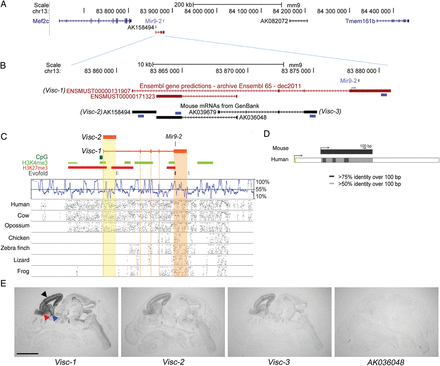 A
Scale
chr13:
200 kb
mm9
83 800 000
83 900 000
84 000 000
84 100 000
84 200 000
84 300 000
84 400 000
Mef2c
Mir9-2
AK158494
AK082072
Tmem161b
B
Scale
chr13:
10 kb
mm9
83 860 000
83 865 000
83 870 000
83 875 000
83 880 000
Mir9-2
Ensembl gene predictions - archive Ensembl 65 - dec2011
(Visc-1) ENSMUST00000131907
ENSMUST00000171323
Mouse mRNAs from GenBank
(Visc-2) AK158494
AK039679
(Visc-3)
AK036048
C
Visc-2
Mir9-2
Visc-1
CpG
H3K4me3
H3K27me3
Evofold
100%
55%
10%
Human
Cow
Opossum
Chicken
Zebra finch
Lizard
Frog
D
100 bp
Mouse
Human
>75% identity over 100 bp
>50% identity over 100 bp
E
Visc-1
Visc-2
Visc-3
AK036048